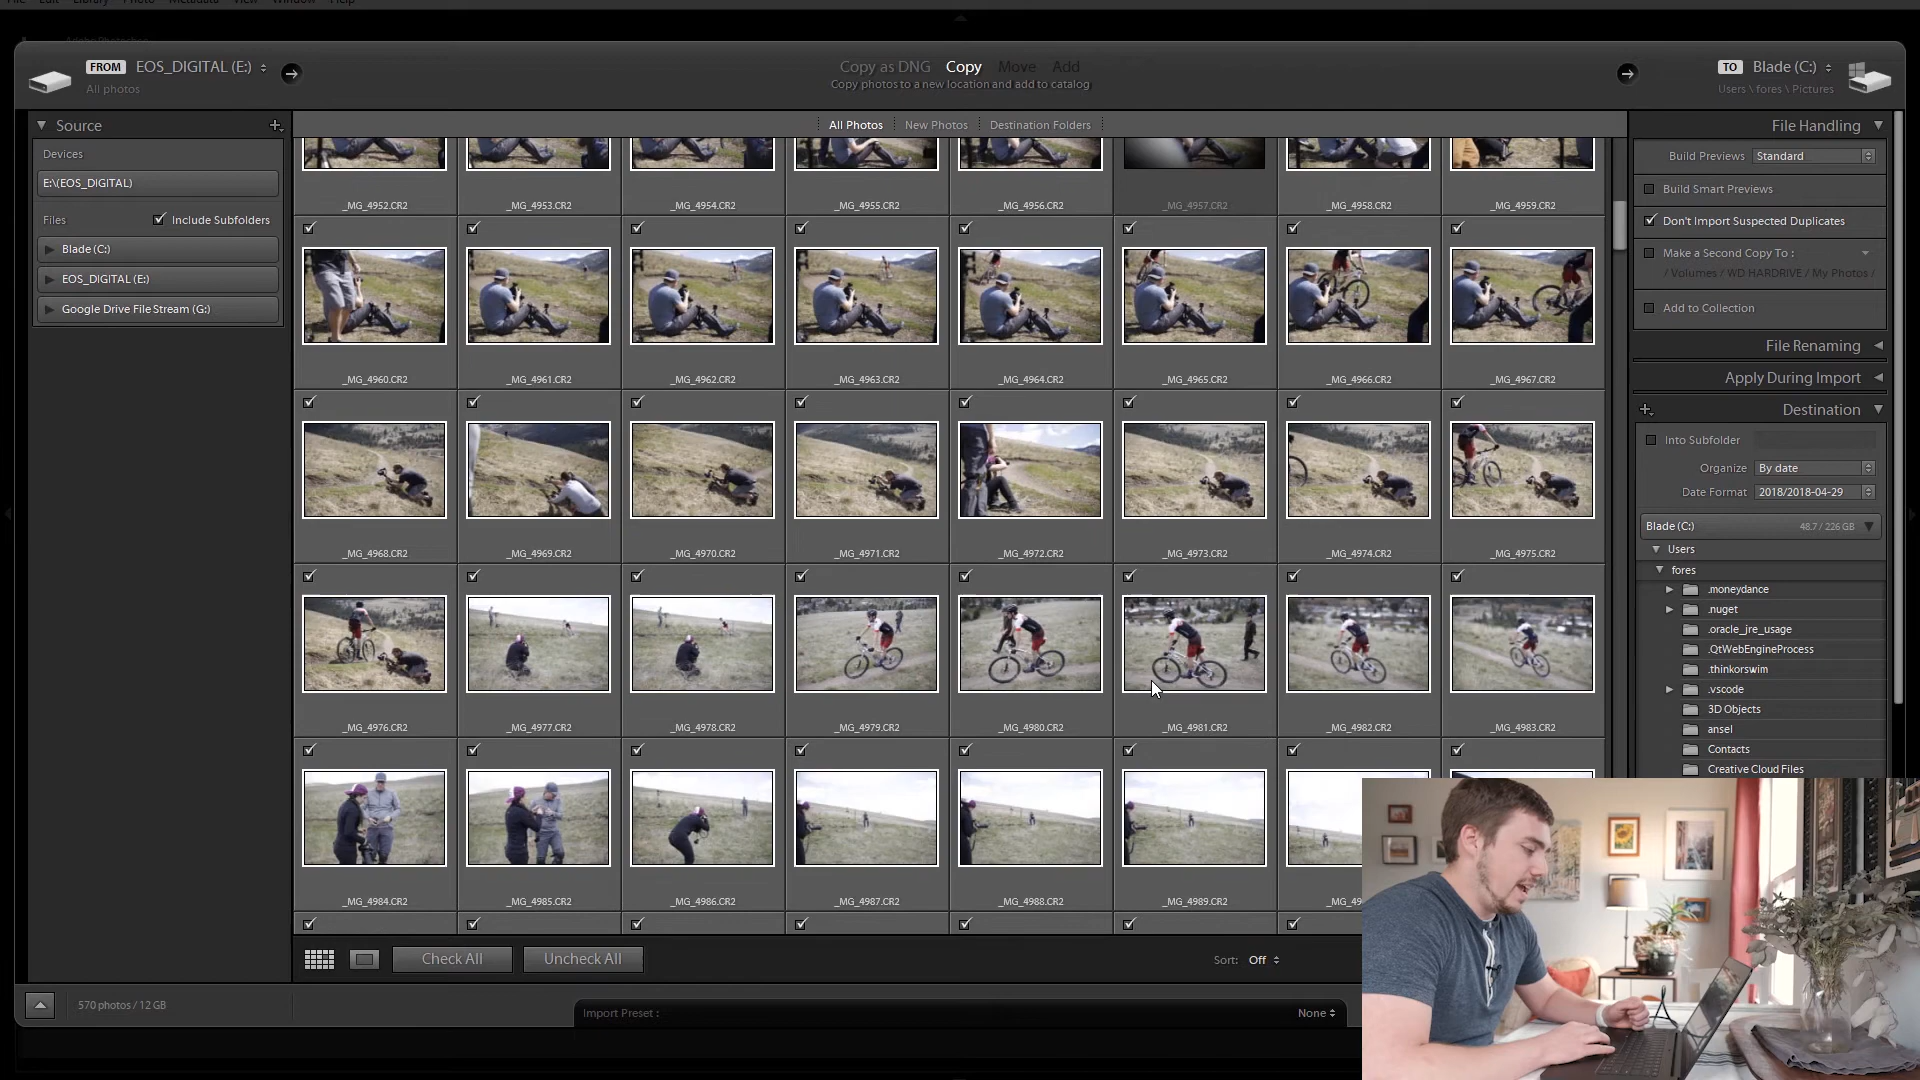 File Edit Library Photo Metadata View Window Help
FROM EOS_DIGITAL (E:)
All photos
Copy as DNG Copy Move Add
Copy photos to a new location and add to catalog
TO Blade (C:)
Users \ fores \ Pictures
Source
Devices
E:\(EOS_DIGITAL)
Files Include Subfolders
Blade (C:)
EOS_DIGITAL (E:)
Google Drive File Stream (G:)
All Photos New Photos Destination Folders
_MG_4952.CR2 _MG_4953.CR2 _MG_4954.CR2 _MG_4955.CR2 _MG_4956.CR2 _MG_4957.CR2 _MG_4958.CR2 _MG_4959.CR2
_MG_4960.CR2 _MG_4961.CR2 _MG_4962.CR2 _MG_4963.CR2 _MG_4964.CR2 _MG_4965.CR2 _MG_4966.CR2 _MG_4967.CR2
_MG_4968.CR2 _MG_4969.CR2 _MG_4970.CR2 _MG_4971.CR2 _MG_4972.CR2 _MG_4973.CR2 _MG_4974.CR2 _MG_4975.CR2
_MG_4976.CR2 _MG_4977.CR2 _MG_4978.CR2 _MG_4979.CR2 _MG_4980.CR2 _MG_4981.CR2 _MG_4982.CR2 _MG_4983.CR2
_MG_4984.CR2 _MG_4985.CR2 _MG_4986.CR2 _MG_4987.CR2 _MG_4988.CR2 _MG_4989.CR2 _MG_49
Check All Uncheck All Sort: Off
570 photos / 12 GB
Import Preset : None
File Handling
Build Previews Standard
Build Smart Previews
Don't Import Suspected Duplicates
Make a Second Copy To :
/ Volumes / WD HARDRIVE / My Photos /
Add to Collection
File Renaming
Apply During Import
Destination
Into Subfolder
Organize By date
Date Format 2018/2018-04-29
Blade (C:) 48.7 / 226 GB
Users
fores
.moneydance
.nuget
.oracle_jre_usage
.QtWebEngineProcess
.thinkorswim
.vscode
3D Objects
ansel
Contacts
Creative Cloud Files